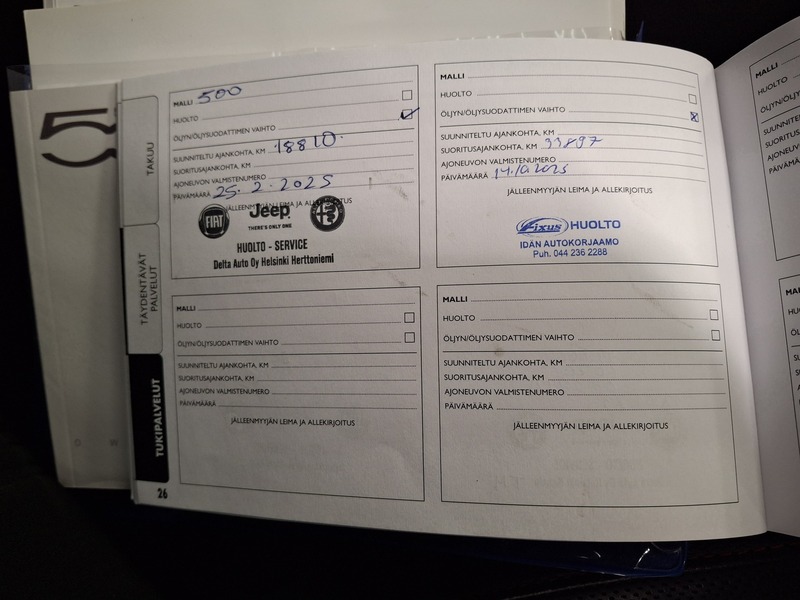 5
TAKUU
TÄYDENTÄVÄT PALVELUT
TUKIPALVELUT
26
MALLI 500
HUOLTO
ÖLJYN/ÖLJYSUODATTIMEN VAIHTO
SUUNNITELTU AJANKOHTA, KM 18810.
SUORITUSAJANKOHTA, KM
AJONEUVON VALMISTENUMERO
PÄIVÄMÄÄRÄ 25.2.2025
JÄLLEENMYYJÄN LEIMA JA ALLEKIRJOITUS
FIAT
Jeep
THERE'S ONLY ONE
HUOLTO - SERVICE
Delta Auto Oy Helsinki Herttoniemi
MALLI
HUOLTO
ÖLJYN/ÖLJYSUODATTIMEN VAIHTO
SUUNNITELTU AJANKOHTA, KM
SUORITUSAJANKOHTA, KM 33897
AJONEUVON VALMISTENUMERO
PÄIVÄMÄÄRÄ 14.10.2025
JÄLLEENMYYJÄN LEIMA JA ALLEKIRJOITUS
Fixus HUOLTO
IDÄN AUTOKORJAAMO
Puh. 044 236 2288
MALLI
HUOLTO
ÖLJYN/ÖLJYSUODATTIMEN VAIHTO
SUUNNITELTU AJANKOHTA, KM
SUORITUSAJANKOHTA, KM
AJONEUVON VALMISTENUMERO
PÄIVÄMÄÄRÄ
JÄLLEENMYYJÄN LEIMA JA ALLEKIRJOITUS
MALLI
HUOLTO
ÖLJYN/ÖLJYSUODATTIMEN VAIHTO
SUUNNITELTU AJANKOHTA, KM
SUORITUSAJANKOHTA, KM
AJONEUVON VALMISTENUMERO
PÄIVÄMÄÄRÄ
JÄLLEENMYYJÄN LEIMA JA ALLEKIRJOITUS